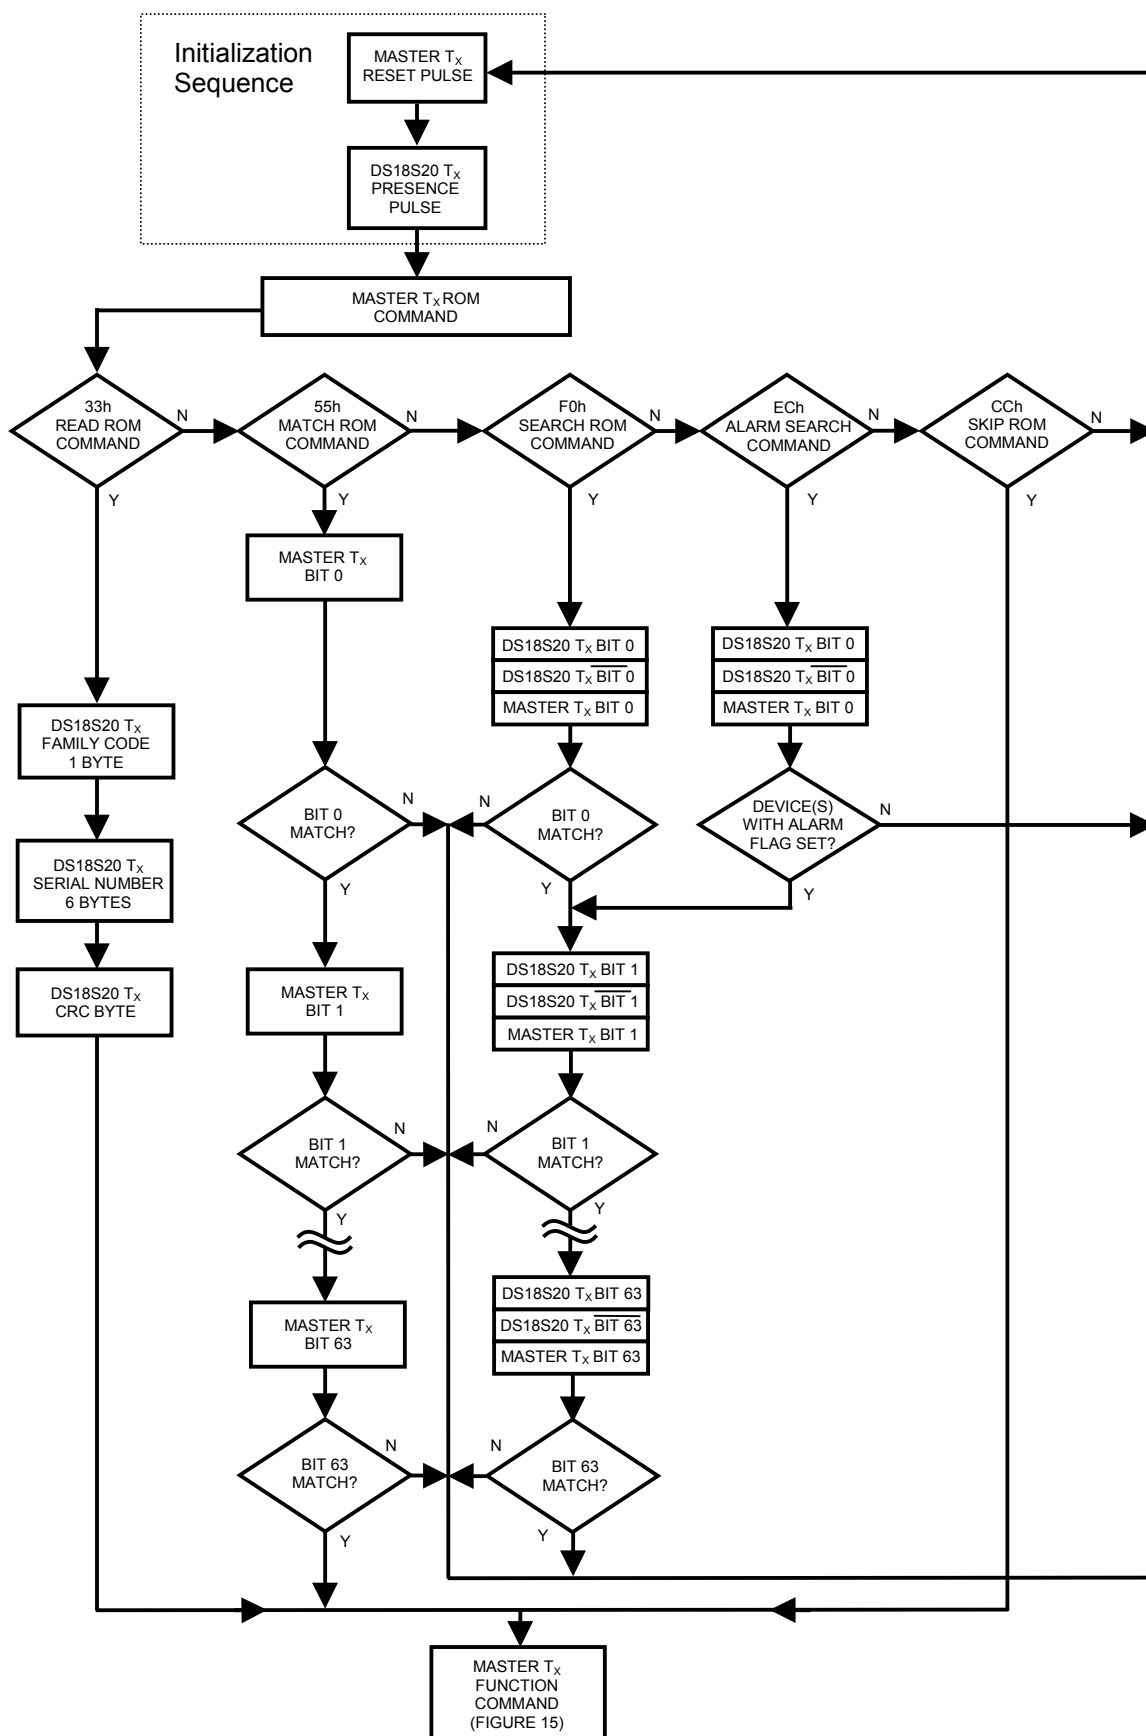 Initialization
Sequence
MASTER TX
RESET PULSE
DS18S20 TX
PRESENCE
PULSE
MASTER TX ROM
COMMAND
33h
READ ROM
COMMAND
N
Y
55h
MATCH ROM
COMMAND
N
Y
F0h
SEARCH ROM
COMMAND
N
Y
ECh
ALARM SEARCH
COMMAND
N
Y
CCh
SKIP ROM
COMMAND
N
Y
MASTER TX
BIT 0
DS18S20 TX BIT 0
DS18S20 TX BIT 0
MASTER TX BIT 0
DS18S20 TX BIT 0
DS18S20 TX BIT 0
MASTER TX BIT 0
DS18S20 TX
FAMILY CODE
1 BYTE
DS18S20 TX
SERIAL NUMBER
6 BYTES
DS18S20 TX
CRC BYTE
BIT 0
MATCH?
N
Y
BIT 0
MATCH?
N
Y
DEVICE(S)
WITH ALARM
FLAG SET?
N
Y
MASTER TX
BIT 1
DS18S20 TX BIT 1
DS18S20 TX BIT 1
MASTER TX BIT 1
BIT 1
MATCH?
N
Y
BIT 1
MATCH?
N
Y
MASTER TX
BIT 63
DS18S20 TX BIT 63
DS18S20 TX BIT 63
MASTER TX BIT 63
BIT 63
MATCH?
N
Y
BIT 63
MATCH?
N
Y
MASTER TX
FUNCTION
COMMAND
(FIGURE 15)